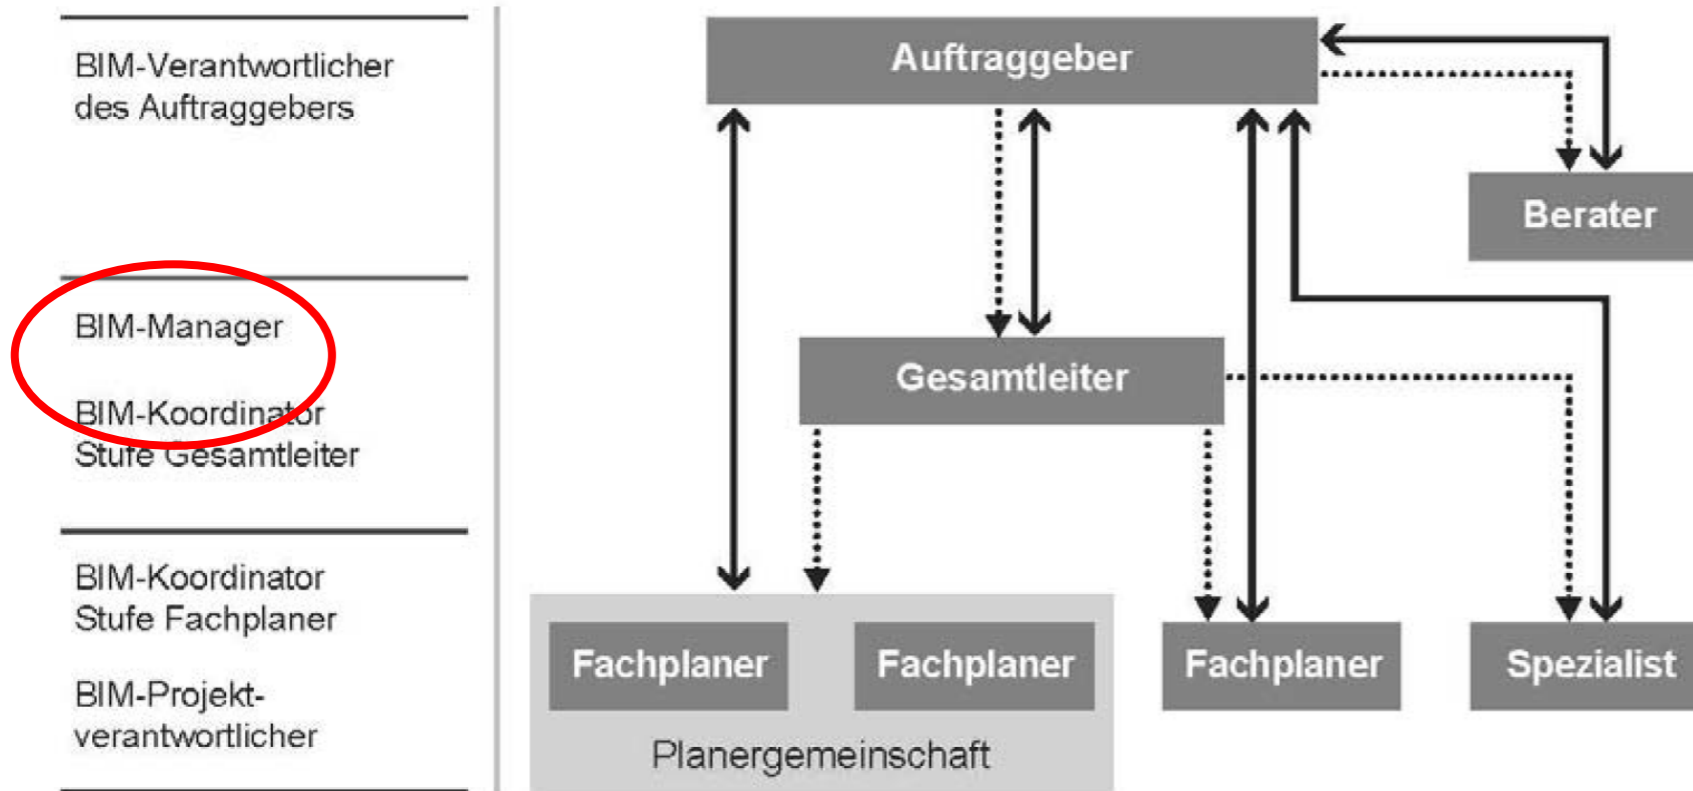 BIM-Verantwortlicher
des Auftraggebers
BIM-Manager
BIM-Koordinator
Stufe Gesamtleiter
BIM-Koordinator
Stufe Fachplaner
BIM-Projekt-
verantwortlicher
Auftraggeber
Berater
Gesamtleiter
Fachplaner
Fachplaner
Fachplaner
Spezialist
Planergemeinschaft